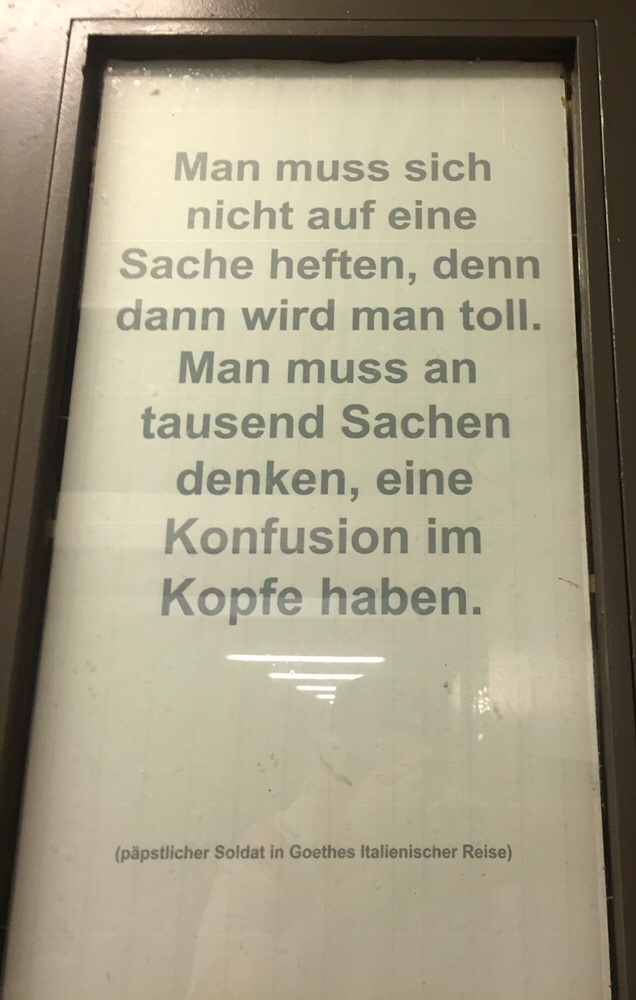 Man muss sich
nicht auf eine
Sache heften, denn
dann wird man toll.
Man muss an
tausend Sachen
denken, eine
Konfusion im
Kopfe haben.
(päpstlicher Soldat in Goethes Italienischer Reise)